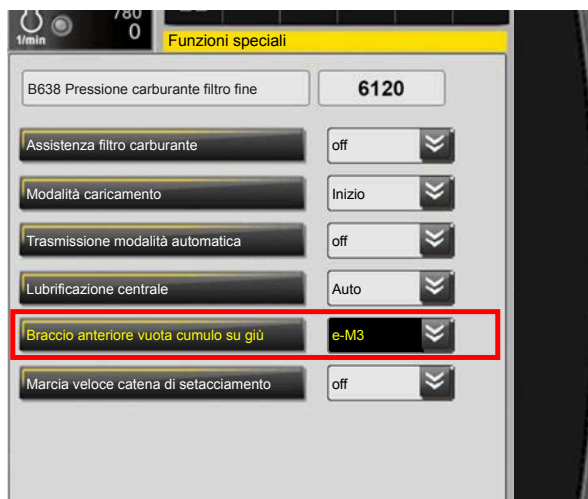 780
1/min 0
Funzioni speciali
B638 Pressione carburante filtro fine 6120
Assistenza filtro carburante off
Modalità caricamento Inizio
Trasmissione modalità automatica off
Lubrificazione centrale Auto
Braccio anteriore vuota cumulo su giù e-M3
Marcia veloce catena di setacciamento off